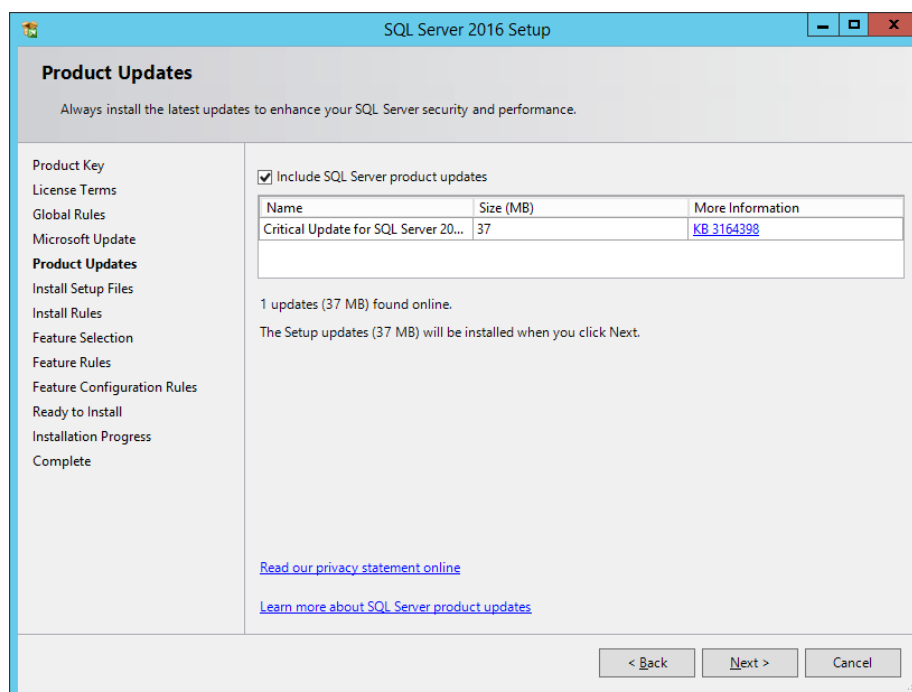 SQL Server 2016 Setup
Product Updates
Always install the latest updates to enhance your SQL Server security and performance.
Product Key
License Terms
Global Rules
Microsoft Update
Product Updates
Install Setup Files
Install Rules
Feature Selection
Feature Rules
Feature Configuration Rules
Ready to Install
Installation Progress
Complete
Include SQL Server product updates
Name Size (MB) More Information
Critical Update for SQL Server 20... 37 KB 3164398
1 updates (37 MB) found online.
The Setup updates (37 MB) will be installed when you click Next.
Read our privacy statement online
Learn more about SQL Server product updates
< Back Next > Cancel